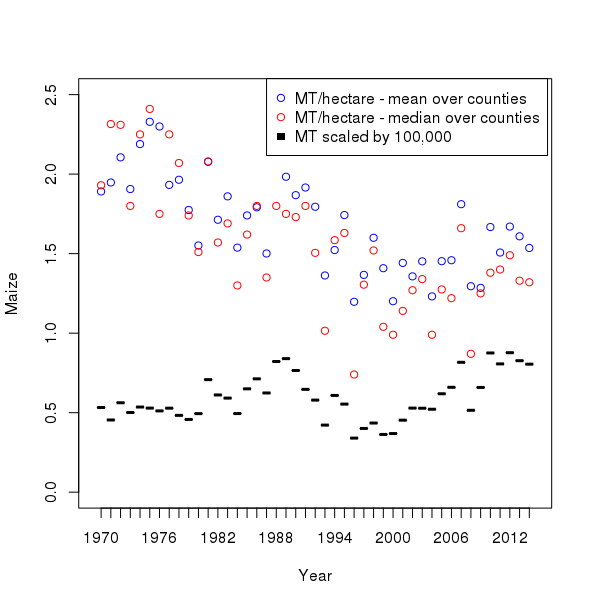 MT/hectare - mean over counties
MT/hectare - median over counties
MT scaled by 100,000
2.5
2.0
1.5
1.0
0.5
0.0
Maize
1970 1976 1982 1988 1994 2000 2006 2012
Year